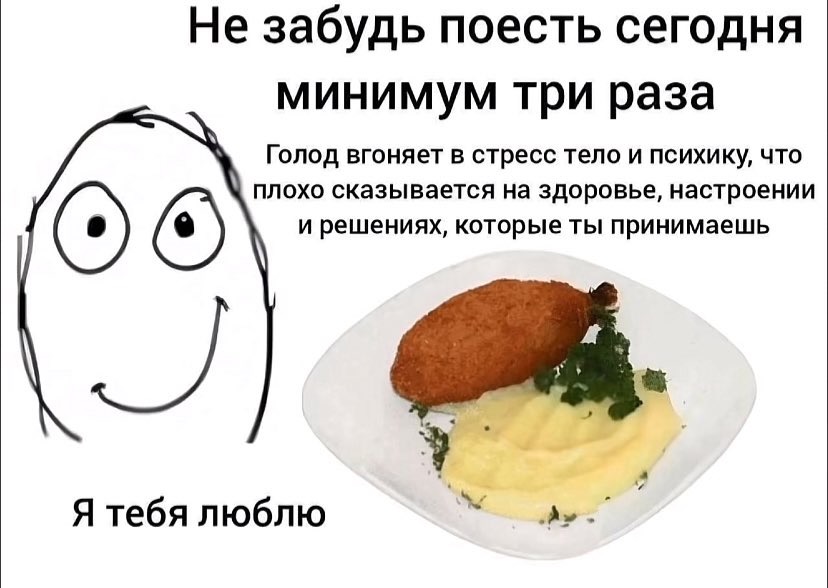 Не забудь поесть сегодня
минимум три раза
Голод вгоняет в стресс тело и психику, что
плохо сказывается на здоровье, настроении
и решениях, которые ты принимаешь
Я тебя люблю